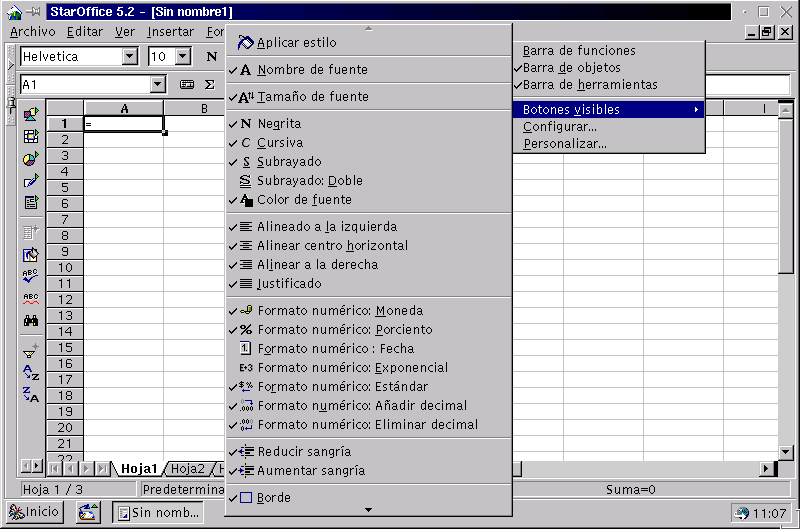 StarOffice 5.2 - [Sin nombre1]
Archivo Editar Ver Insertar
Helvetica 10 N
A1 Σ
A B I
1 =
2
3
4
5
6
7
8
9
10
11
12
13
14
15
16
17
18
19
20
21
22
Aplicar estilo
Nombre de fuente
Tamaño de fuente
Negrita
Cursiva
Subrayado
Subrayado: Doble
Color de fuente
Alineado a la izquierda
Alinear centro horizontal
Alinear a la derecha
Justificado
Formato numérico: Moneda
Formato numérico: Porciento
Formato numérico : Fecha
Formato numérico: Exponencial
Formato numérico: Estándar
Formato numérico: Añadir decimal
Formato numérico: Eliminar decimal
Reducir sangría
Aumentar sangría
Borde
Barra de funciones
Barra de objetos
Barra de herramientas
Botones visibles
Configurar...
Personalizar...
Hoja1 Hoja2
Hoja 1 / 3 Predetermina Suma=0
Inicio Sin nomb... 11:07